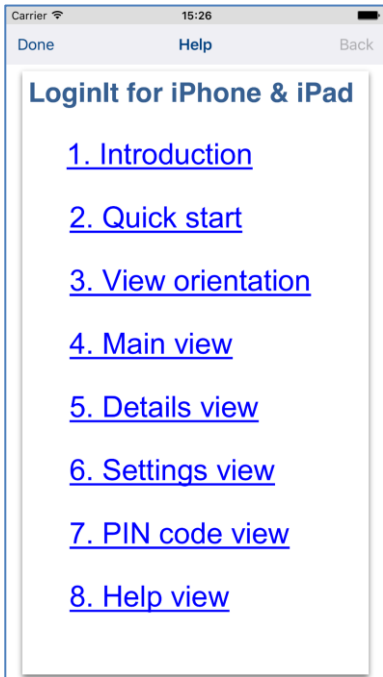 Carrier 15:26
Done Help Back
LoginIt for iPhone & iPad
1. Introduction
2. Quick start
3. View orientation
4. Main view
5. Details view
6. Settings view
7. PIN code view
8. Help view